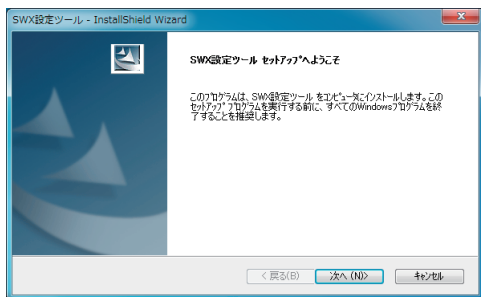 SWX設定ツール - InstallShield Wizard
SWX設定ツール ｾｯﾄｱｯﾌﾟへようこそ
このﾌﾟﾛｸﾞﾗﾑは、SWX設定ツール をｺﾝﾋﾟｭｰﾀにｲﾝｽﾄｰﾙします。この
ｾｯﾄｱｯﾌﾟ ﾌﾟﾛｸﾞﾗﾑを実行する前に、すべてのWindowsﾌﾟﾛｸﾞﾗﾑを終
了することを推奨します。
< 戻る(B)
次へ (N)>
ｷｬﾝｾﾙ